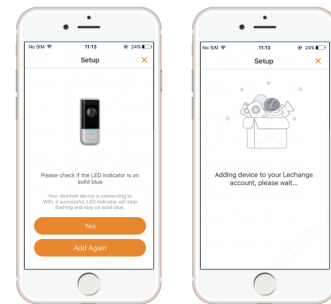 No SIM 11:13 24%
Setup
Please check if the LED indicator is on
solid blue
Your doorbell device is connecting to
WiFi, if successful, LED indicator will stop
flashing and stay on solid blue.
Yes
Add Again
No SIM 11:13 24%
Setup
Adding device to your Lechange
account, please wait...